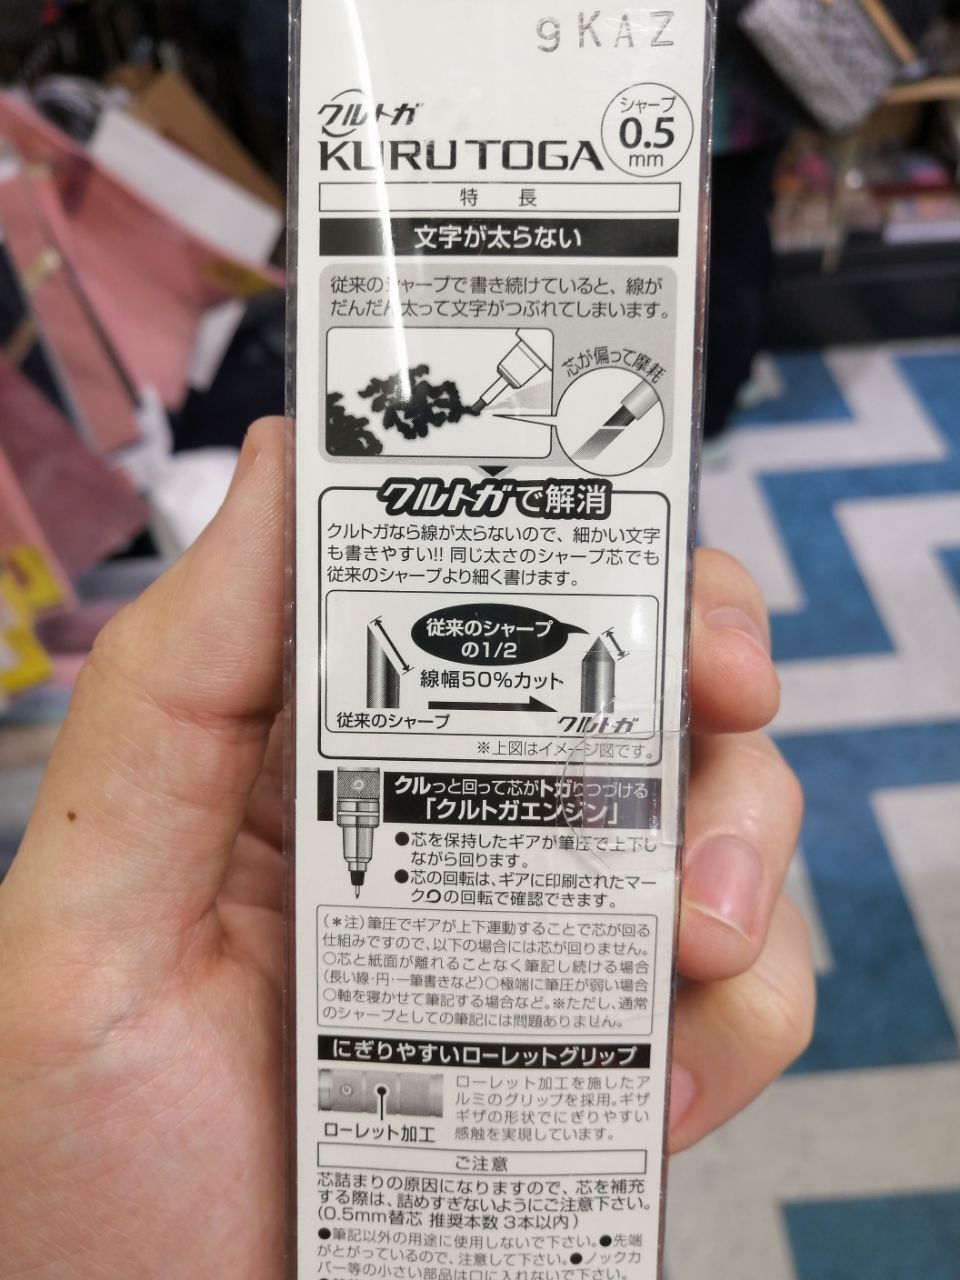 9KAZ
クルトガ
KURUTOGA
シャープ
0.5
mm
特長
文字が太らない
従来のシャープで書き続けていると、線が
だんだん太って文字がつぶれてしまいます。
芯が偏って摩耗
クルトガで解消
クルトガなら線が太らないので、細かい文字
も書きやすい!! 同じ太さのシャープ芯でも
従来のシャープより細く書けます。
従来のシャープ
の1/2
線幅50%カット
従来のシャープ
クルトガ
※上図はイメージ図です。
クルっと回って芯がトガりつづける
「クルトガエンジン」
●芯を保持したギアが筆圧で上下し
ながら回ります。
●芯の回転は、ギアに印刷されたマー
クの回転で確認できます。
(＊注)筆圧でギアが上下運動することで芯が回る
仕組みですので、以下の場合には芯が回りません。
○芯と紙面が離れることなく筆記し続ける場合
(長い線・円・一筆書きなど)○極端に筆圧が弱い場合
○軸を寝かせて筆記する場合など。※ただし、通常
のシャープとしての筆記には問題ありません。
にぎりやすいローレットグリップ
ローレット加工を施したア
ルミのグリップを採用。ギザ
ギザの形状でにぎりやすい
感触を実現しています。
ローレット加工
ご注意
芯詰まりの原因になりますので、芯を補充
する際は、詰めすぎないようにご注意下さい。
(0.5mm替芯 推奨本数 3本以内)
●筆記以外の用途に使用しないで下さい。●先端
がとがっているので、注意して下さい。●ノックカ
バー等の小さい部品は口に入れないで下さい。